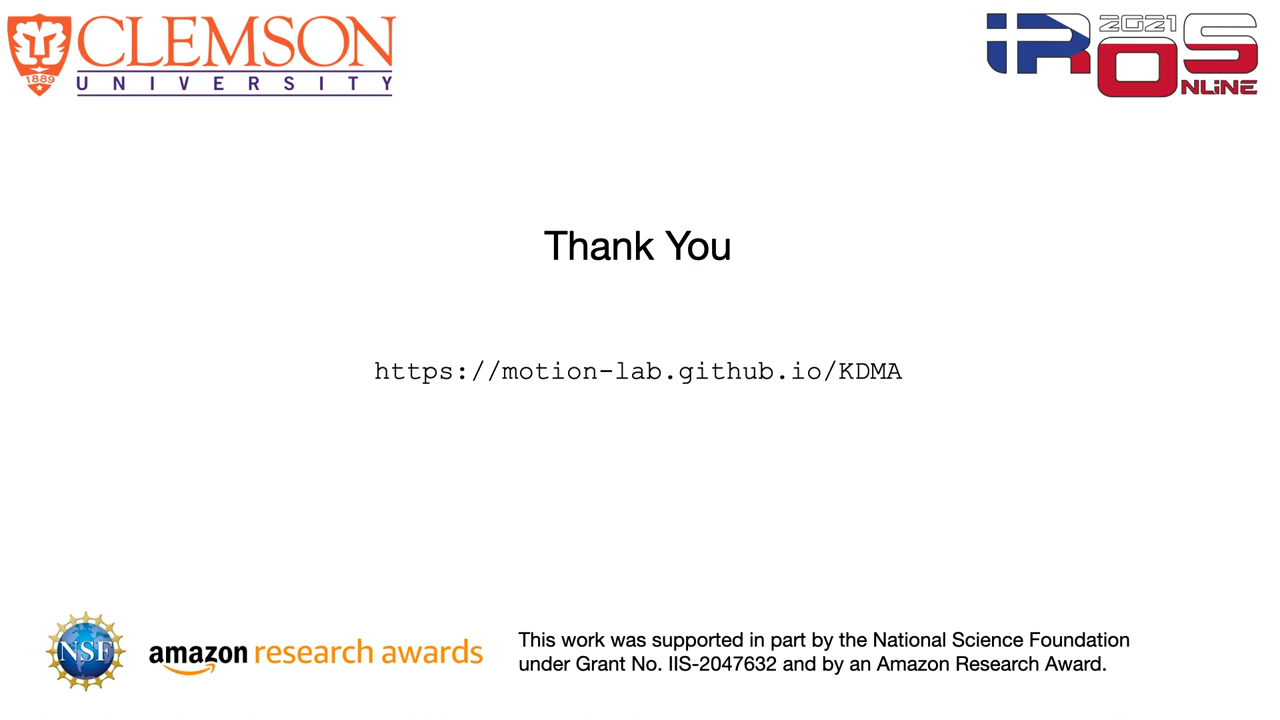 CLEMSON
UNIVERSITY
1889
IROS 2021
ONLINE
Thank You
https://motion-lab.github.io/KDMA
NSF
amazon research awards
This work was supported in part by the National Science Foundation
under Grant No. IIS-2047632 and by an Amazon Research Award.